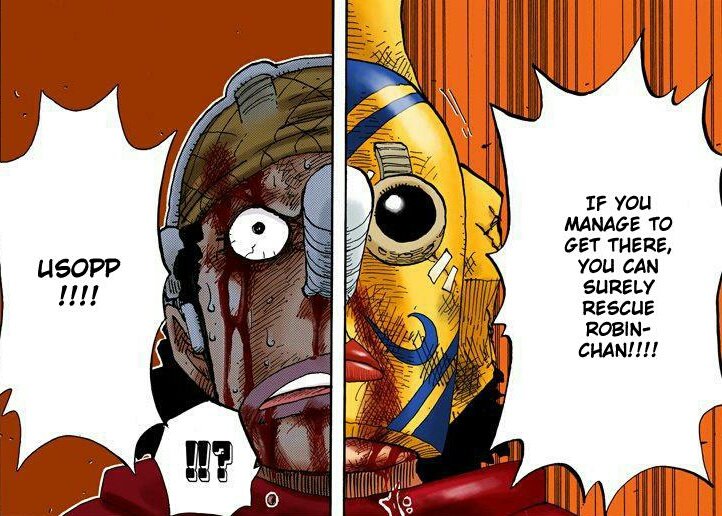 IF YOU
MANAGE TO
GET THERE,
YOU CAN
SURELY
RESCUE
ROBIN-
CHAN!!!!
USOPP
!!!!
!!?